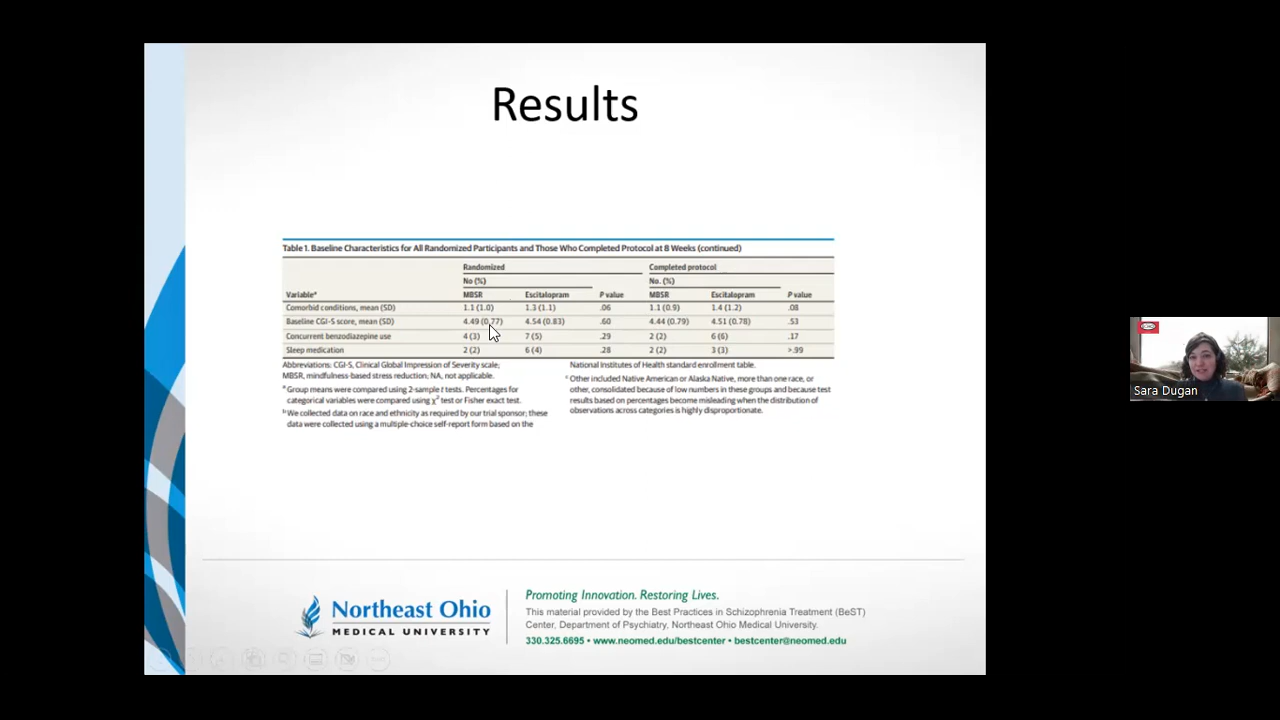 Results
Table 1. Baseline Characteristics for All Randomized Participants and Those Who Completed Protocol at 8 Weeks (continued)
Randomized Completed protocol
No (%) No. (%)
Variableᵃ MBSR Escitalopram P value MBSR Escitalopram P value
Comorbid conditions, mean (SD) 1.1 (1.0) 1.3 (1.1) .06 1.1 (0.9) 1.4 (1.2) .08
Baseline CGI-S score, mean (SD) 4.49 (0.77) 4.54 (0.83) .60 4.44 (0.79) 4.51 (0.78) .53
Concurrent benzodiazepine use 4 (3) 7 (5) .29 2 (2) 6 (6) .17
Sleep medication 2 (2) 6 (4) .28 2 (2) 3 (3) >.99
Abbreviations: CGI-S, Clinical Global Impression of Severity scale;
MBSR, mindfulness-based stress reduction; NA, not applicable.
ᵃ Group means were compared using 2-sample t tests. Percentages for
categorical variables were compared using χ² test or Fisher exact test.
ᵇ We collected data on race and ethnicity as required by our trial sponsor; these
data were collected using a multiple-choice self-report form based on the
National Institutes of Health standard enrollment table.
ᶜ Other included Native American or Alaska Native, more than one race, or
other, consolidated because of low numbers in these groups and because test
results based on percentages become misleading when the distribution of
observations across categories is highly disproportionate.
Northeast Ohio
MEDICAL UNIVERSITY
Promoting Innovation. Restoring Lives.
This material provided by the Best Practices in Schizophrenia Treatment (BeST)
Center, Department of Psychiatry, Northeast Ohio Medical University.
330.325.6695 • www.neomed.edu/bestcenter • bestcenter@neomed.edu
Sara Dugan